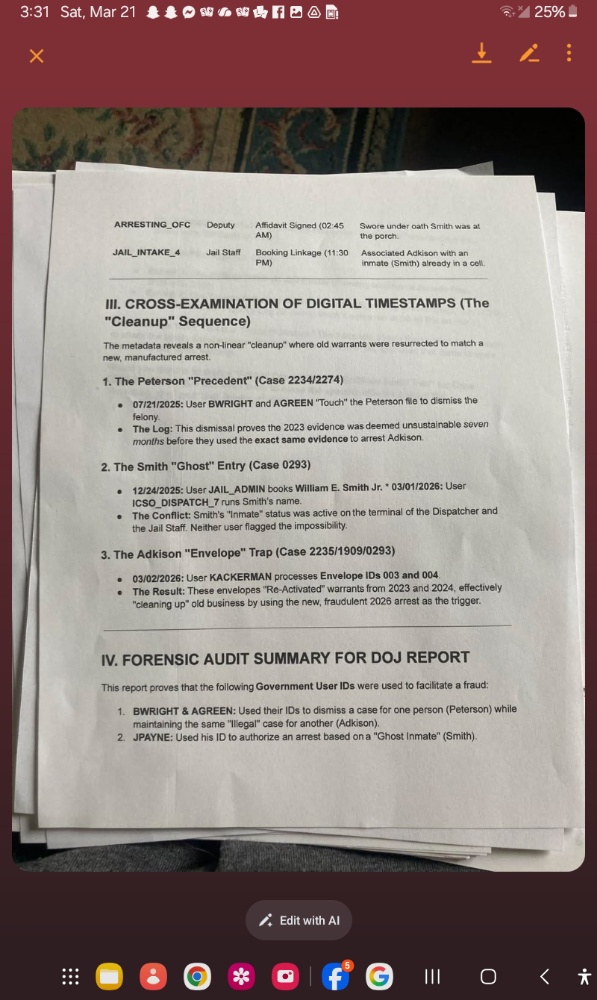 3:31 Sat, Mar 21
25%
ARRESTING_OFC Deputy Affidavit Signed (02:45 AM) Swore under oath Smith was at the porch.
JAIL_INTAKE_4 Jail Staff Booking Linkage (11:30 PM) Associated Adkison with an inmate (Smith) already in a cell.
III. CROSS-EXAMINATION OF DIGITAL TIMESTAMPS (The
"Cleanup" Sequence)
The metadata reveals a non-linear "cleanup" where old warrants were resurrected to match a
new, manufactured arrest.
1. The Peterson "Precedent" (Case 2234/2274)
• 07/21/2025: User BWRIGHT and AGREEN "Touch" the Peterson file to dismiss the
felony.
• The Log: This dismissal proves the 2023 evidence was deemed unsustainable seven
months before they used the exact same evidence to arrest Adkison.
2. The Smith "Ghost" Entry (Case 0293)
• 12/24/2025: User JAIL_ADMIN books William E. Smith Jr. * 03/01/2026: User
ICSO_DISPATCH_7 runs Smith's name.
• The Conflict: Smith's "Inmate" status was active on the terminal of the Dispatcher and
the Jail Staff. Neither user flagged the impossibility.
3. The Adkison "Envelope" Trap (Case 2235/1909/0293)
• 03/02/2026: User KACKERMAN processes Envelope IDs 003 and 004.
• The Result: These envelopes "Re-Activated" warrants from 2023 and 2024, effectively
"cleaning up" old business by using the new, fraudulent 2026 arrest as the trigger.
IV. FORENSIC AUDIT SUMMARY FOR DOJ REPORT
This report proves that the following Government User IDs were used to facilitate a fraud:
1. BWRIGHT & AGREEN: Used their IDs to dismiss a case for one person (Peterson) while
maintaining the same "Illegal" case for another (Adkison).
2. JPAYNE: Used his ID to authorize an arrest based on a "Ghost Inmate" (Smith).
Edit with AI
5